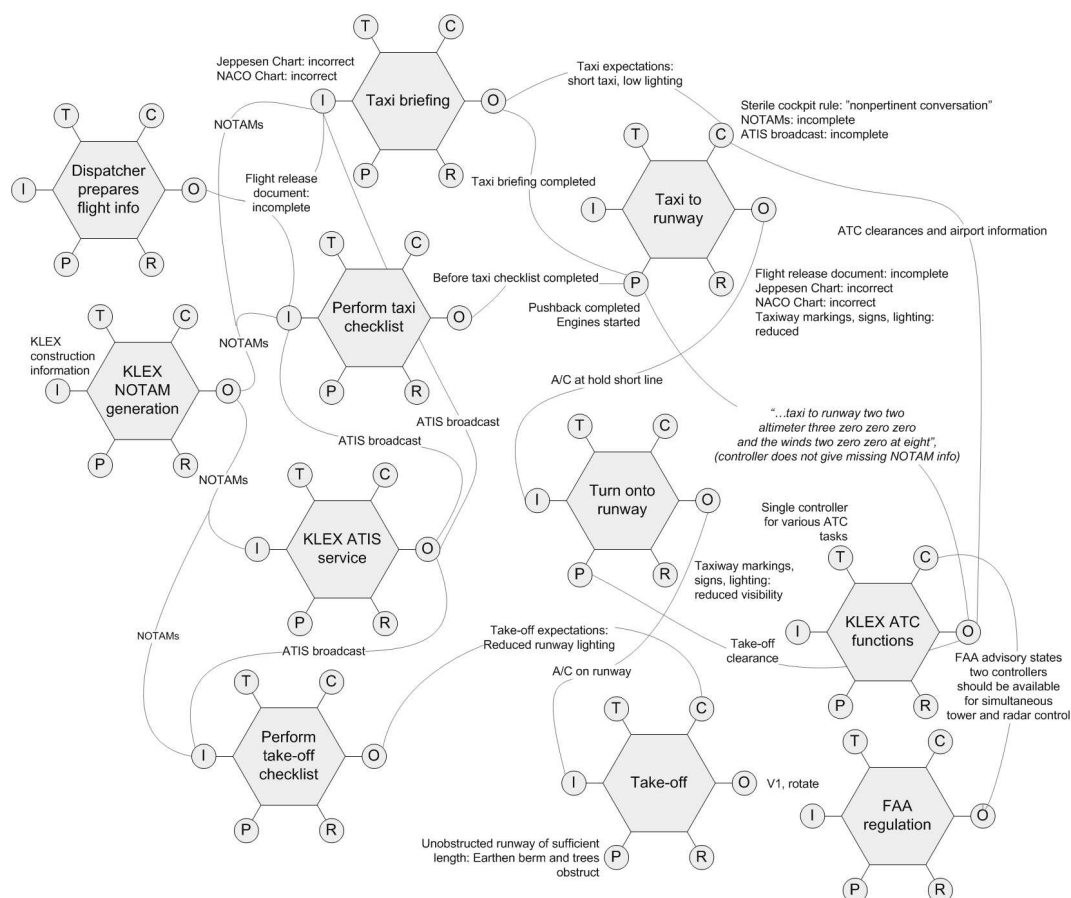 T
C
Jeppesen Chart: incorrect
NACO Chart: incorrect
I
Taxi briefing
O
P
R
Taxi expectations:
short taxi, low lighting
NOTAMs
T
C
Dispatcher
prepares
flight info
I
O
P
R
Flight release
document:
incomplete
Taxi briefing completed
Sterile cockpit rule: ”nonpertinent conversation”
NOTAMs: incomplete
ATIS broadcast: incomplete
T
C
I
Taxi to
runway
O
P
R
Pushback completed
Engines started
ATC clearances and airport information
Flight release document: incomplete
Jeppesen Chart: incorrect
NACO Chart: incorrect
Taxiway markings, signs, lighting:
reduced
T
C
I
Perform taxi
checklist
O
P
R
Before taxi checklist completed
NOTAMs
KLEX
construction
information
T
C
I
KLEX
NOTAM
generation
O
P
R
A/C at hold short line
ATIS broadcast
ATIS broadcast
“…taxi to runway two two
altimeter three zero zero zero
and the winds two zero zero at eight”,
(controller does not give missing NOTAM info)
NOTAMs
T
C
I
KLEX ATIS
service
O
P
R
T
C
I
Turn onto
runway
O
P
R
Single controller
for various ATC
tasks
Taxiway markings,
signs, lighting:
reduced visibility
T
C
I
KLEX ATC
functions
O
P
R
NOTAMs
ATIS broadcast
Take-off expectations:
Reduced runway lighting
Take-off
clearance
A/C on runway
FAA advisory states
two controllers
should be available
for simultaneous
tower and radar control
T
C
I
Perform
take-off
checklist
O
P
R
T
C
I
Take-off
O
V1, rotate
P
R
Unobstructed runway of sufficient
length: Earthen berm and trees
obstruct
T
C
I
FAA
regulation
O
P
R